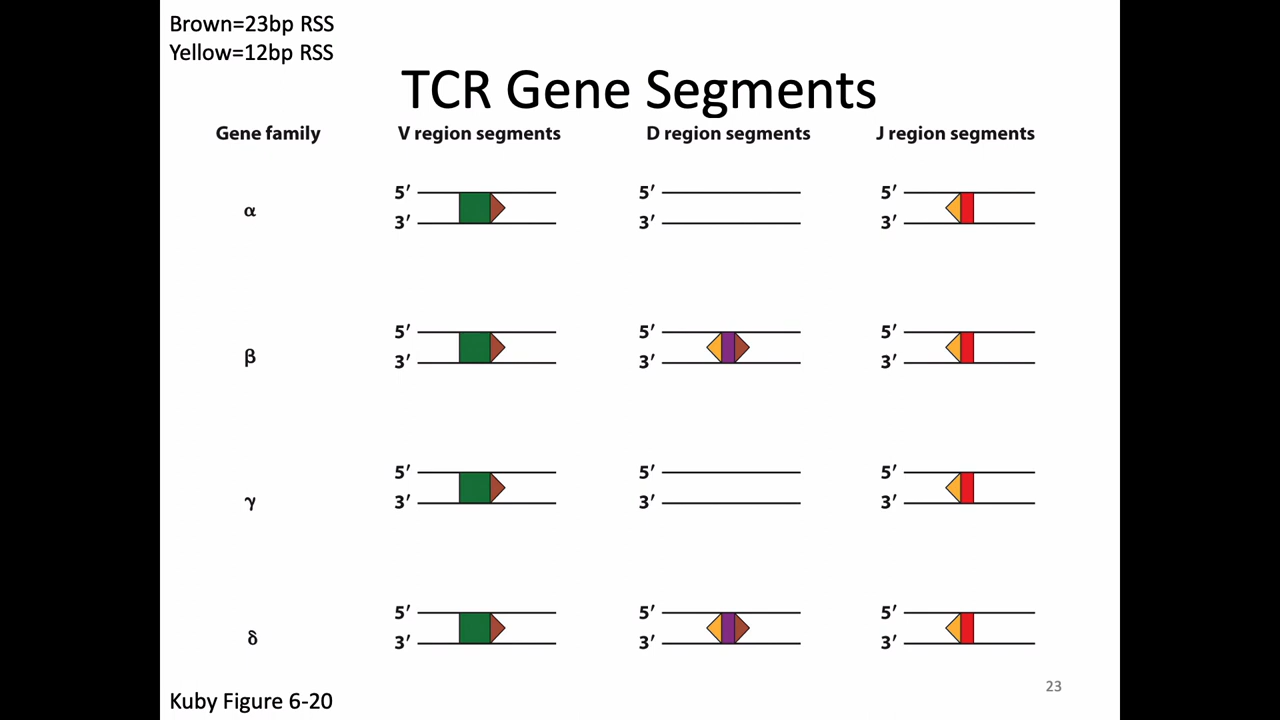 Brown=23bp RSS
Yellow=12bp RSS
TCR Gene Segments
Gene family V region segments D region segments J region segments
α 5′ 3′ 5′ 3′ 5′ 3′
β 5′ 3′ 5′ 3′ 5′ 3′
γ 5′ 3′ 5′ 3′ 5′ 3′
δ 5′ 3′ 5′ 3′ 5′ 3′
23
Kuby Figure 6-20